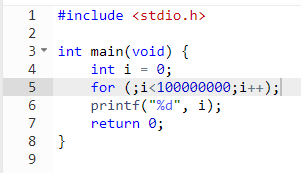 1 #include <stdio.h>
2
3 int main(void) {
4     int i = 0;
5     for (;i<100000000;i++);
6     printf("%d", i);
7     return 0;
8 }
9